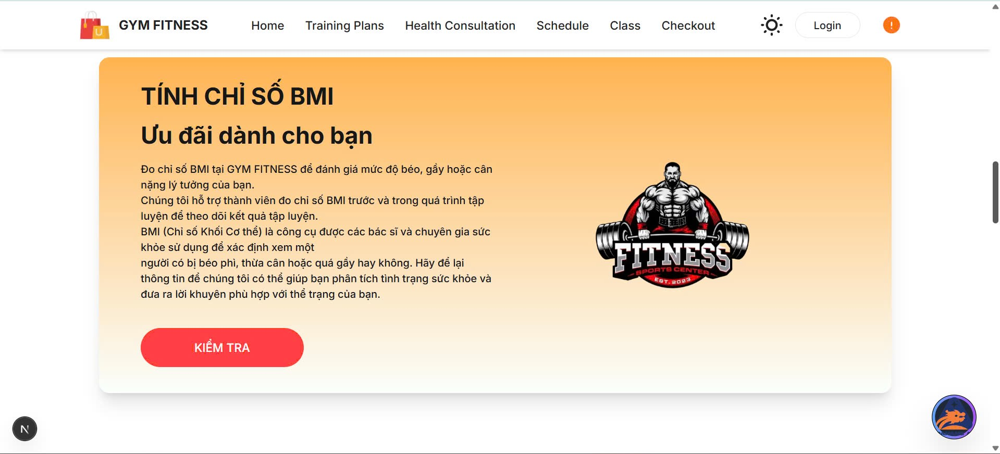 GYM FITNESS
Home
Training Plans
Health Consultation
Schedule
Class
Checkout
Login
TÍNH CHỈ SỐ BMI
Ưu đãi dành cho bạn
Đo chỉ số BMI tại GYM FITNESS để đánh giá mức độ béo, gầy hoặc cân
nặng lý tưởng của bạn.
Chúng tôi hỗ trợ thành viên đo chỉ số BMI trước và trong quá trình tập
luyện để theo dõi kết quả tập luyện.
BMI (Chỉ số Khối Cơ thể) là công cụ được các bác sĩ và chuyên gia sức
khỏe sử dụng để xác định xem một
người có bị béo phì, thừa cân hoặc quá gầy hay không. Hãy để lại
thông tin để chúng tôi có thể giúp bạn phân tích tình trạng sức khỏe và
đưa ra lời khuyên phù hợp với thể trạng của bạn.
KIỂM TRA
FITNESS
SPORTS CENTER
EST. 2023
U
!
N